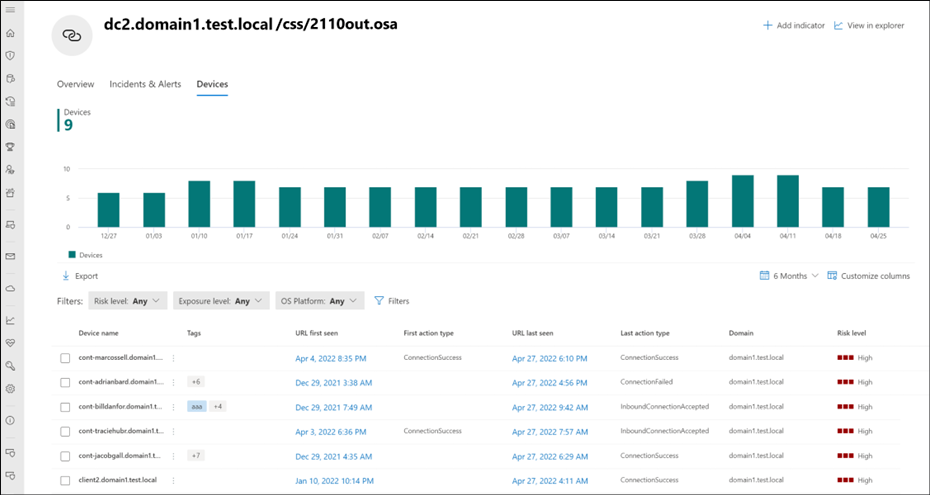 dc2.domain1.test.local/css/2110out.osa
Add indicator View in explorer
Overview Incidents & Alerts Devices
Devices
9
10
5
0
12/27 01/03 01/10 01/17 01/24 01/31 02/07 02/14 02/21 02/28 03/07 03/14 03/21 03/28 04/04 04/11 04/18 04/25
Devices
Export 6 Months Customize columns
Filters: Risk level: Any Exposure level: Any OS Platform: Any Filters
Device name Tags URL first seen First action type URL last seen Last action type Domain Risk level
cont-marcossell.domain1.... Apr 4, 2022 8:35 PM ConnectionSuccess Apr 27, 2022 6:10 PM ConnectionSuccess domain1.test.local High
cont-adrianbard.domain1.... +6 Dec 29, 2021 3:38 AM Apr 27, 2022 4:56 PM ConnectionFailed domain1.test.local High
cont-billdanfor.domain1.t... aaa +4 Dec 29, 2021 7:49 AM Apr 27, 2022 9:42 AM InboundConnectionAccepted domain1.test.local High
cont-traciehubr.domain1.t... Apr 3, 2022 6:36 PM ConnectionSuccess Apr 27, 2022 7:57 AM InboundConnectionAccepted domain1.test.local High
cont-jacobgall.domain1.t... +7 Dec 29, 2021 4:35 AM Apr 27, 2022 6:29 AM ConnectionSuccess domain1.test.local High
client2.domain1.test.local Jan 10, 2022 10:14 PM Apr 27, 2022 4:11 AM ConnectionSuccess domain1.test.local High